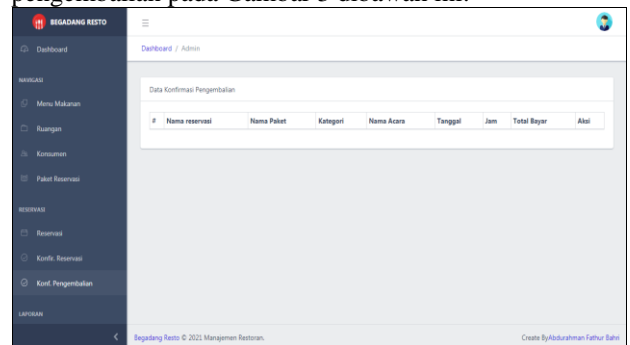 pengembalian pada Gambar 5 dibawah ini.
BEGADANG RESTO
Dashboard
NAVIGASI
Menu Makanan
Ruangan
Konsumen
Paket Reservasi
RESERVASI
Reservasi
Konfir. Reservasi
Konf. Pengembalian
LAPORAN
Dashboard / Admin
Data Konfirmasi Pengembalian
# Nama reservasi Nama Paket Kategori Nama Acara Tanggal Jam Total Bayar Aksi
Begadang Resto © 2021 Manajemen Restoran. Create ByAbdurahman Fathur Bahri